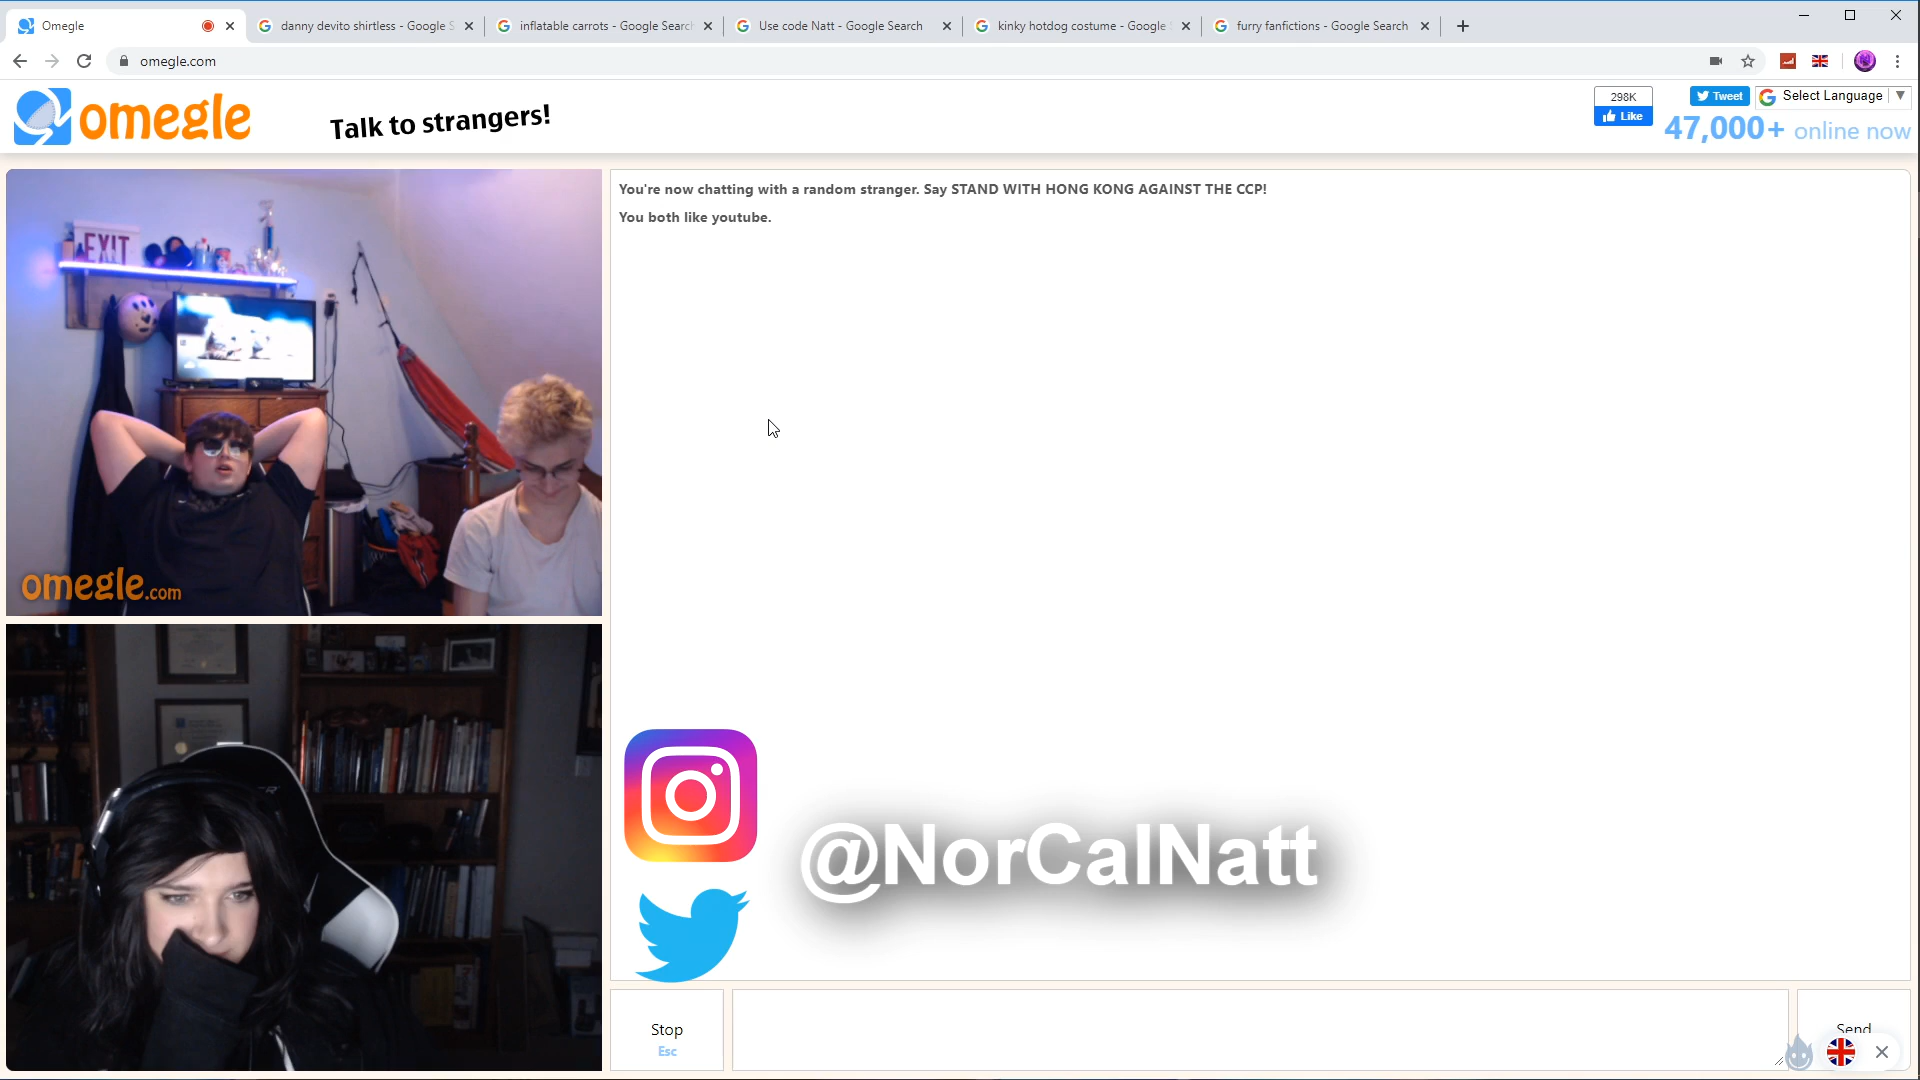 Omegle
danny devito shirtless - Google S
inflatable carrots - Google Search
Use code Natt - Google Search
kinky hotdog costume - Google S
furry fanfictions - Google Search
omegle.com
omegle
Talk to strangers!
298K
Like
Tweet
Select Language
47,000+ online now
EXIT
omegle.com
You're now chatting with a random stranger. Say STAND WITH HONG KONG AGAINST THE CCP!
You both like youtube.
@NorCalNatt
Stop
Esc
Send